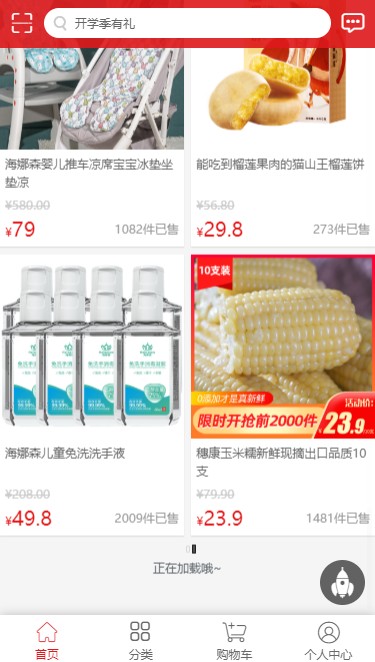 开学季有礼
海娜森婴儿推车凉席宝宝冰垫坐
垫凉
¥580.00
¥79
1082件已售
能吃到榴莲果肉的猫山王榴莲饼
¥56.80
¥29.8
273件已售
海娜森儿童免洗洗手液
¥208.00
¥49.8
2009件已售
10支装
0添加才是真新鲜
限时开抢前2000件
活动价:
¥23.9
穗康玉米糯新鲜现摘出口品质10
支
¥79.90
¥23.9
1481件已售
正在加载哦~
首页
分类
购物车
个人中心